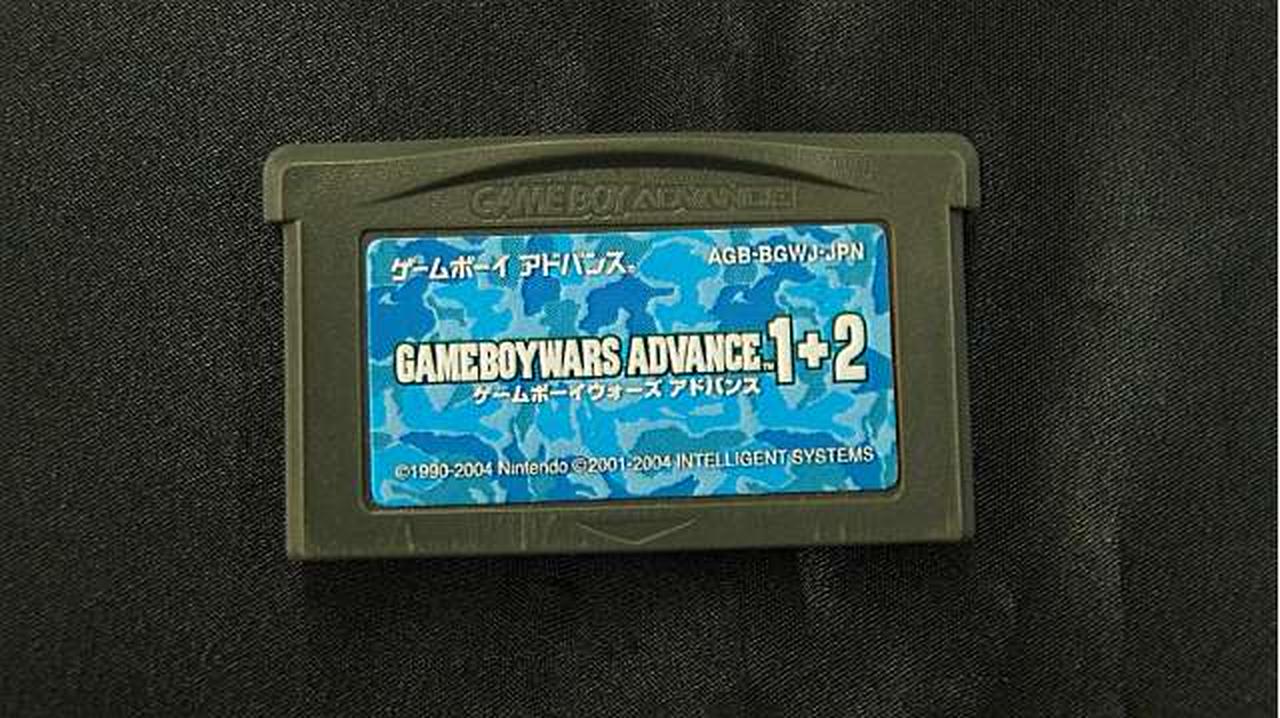 GAME BOY ADVANCE
ゲームボーイ アドバンス
AGB-BGWJ-JPN
GAMEBOYWARS ADVANCE™1+2
ゲームボーイウォーズ アドバンス
©1990-2004 Nintendo ©2001-2004 INTELLIGENT SYSTEMS